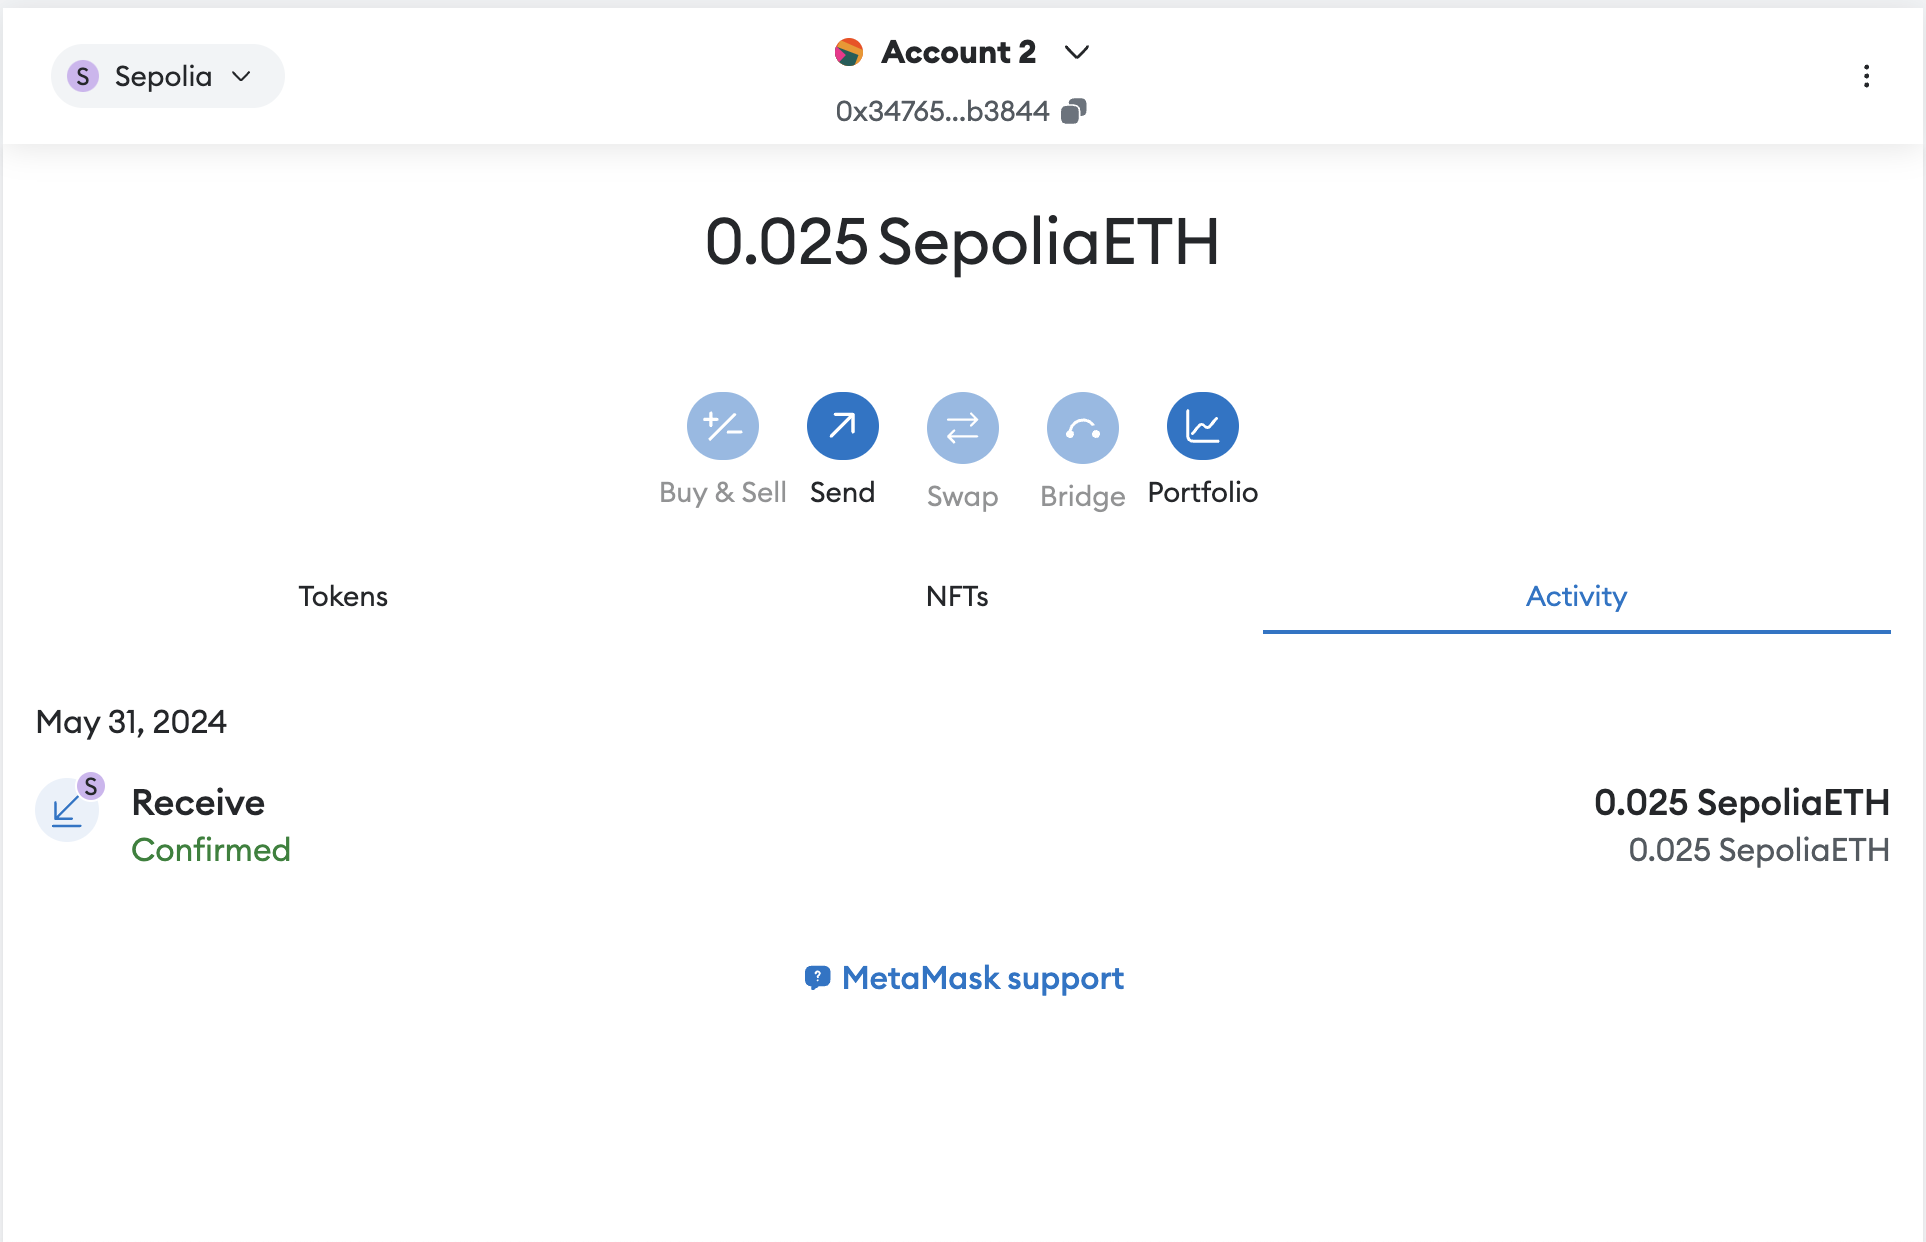 S Sepolia
Account 2
0x34765...b3844
0.025 SepoliaETH
Buy & Sell
Send
Swap
Bridge
Portfolio
Tokens
NFTs
Activity
May 31, 2024
S
Receive
0.025 SepoliaETH
Confirmed
0.025 SepoliaETH
? MetaMask support